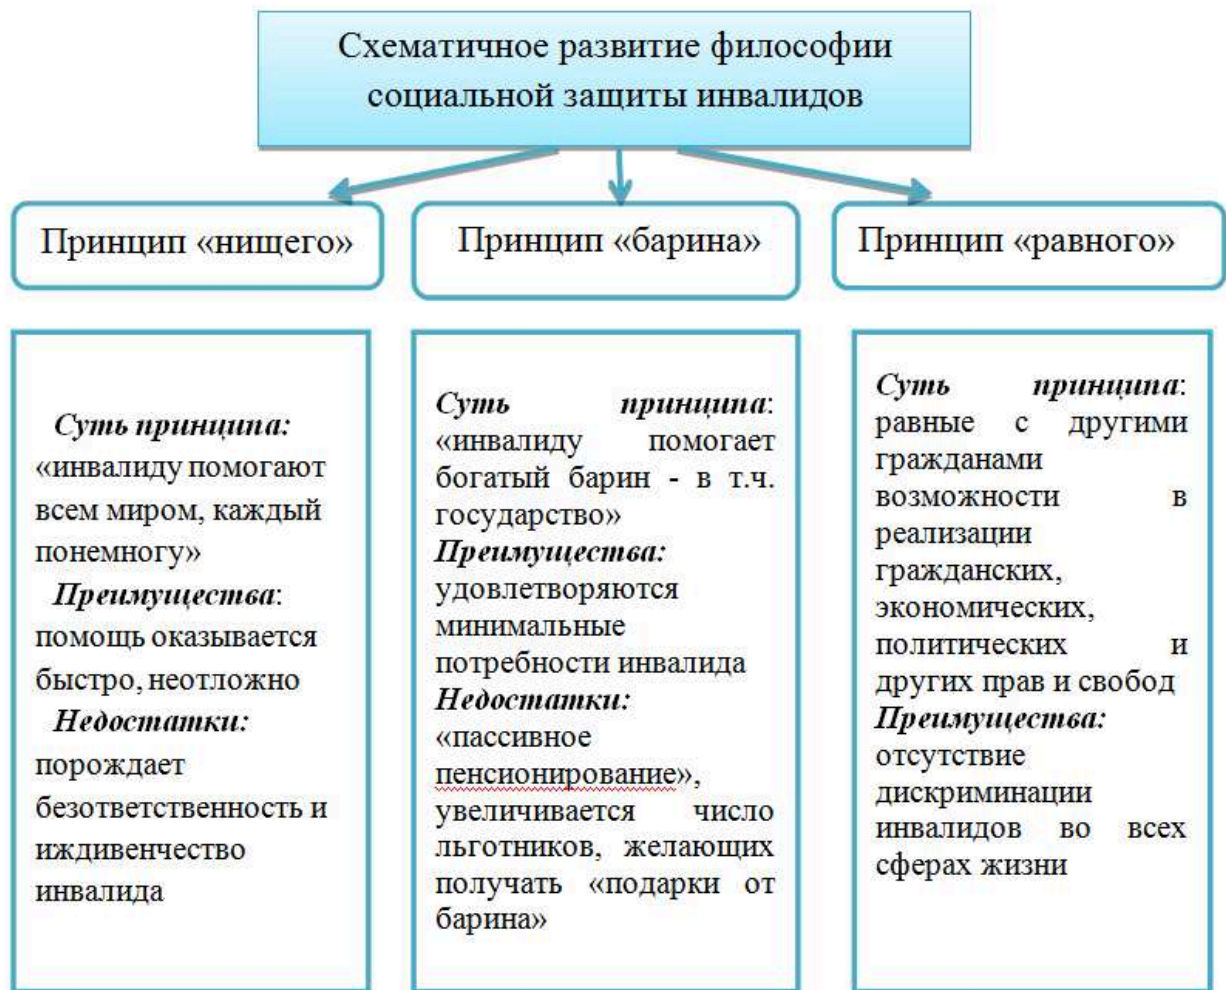 Схематичное развитие философии
социальной защиты инвалидов
Принцип «нищего»
Принцип «барина»
Принцип «равного»
Суть принципа:
«инвалиду помогают
всем миром, каждый
понемногу»
Преимущества:
помощь оказывается
быстро, неотложно
Недостатки:
порождает
безответственность и
иждивенчество
инвалида
Суть принципа:
«инвалиду помогает
богатый барин - в т.ч.
государство»
Преимущества:
удовлетворяются
минимальные
потребности инвалида
Недостатки:
«пассивное
пенсионирование»,
увеличивается число
льготников, желающих
получать «подарки от
барина»
Суть принципа:
равные с другими
гражданами
возможности в
реализации
гражданских,
экономических,
политических и
других прав и свобод
Преимущества:
отсутствие
дискриминации
инвалидов во всех
сферах жизни